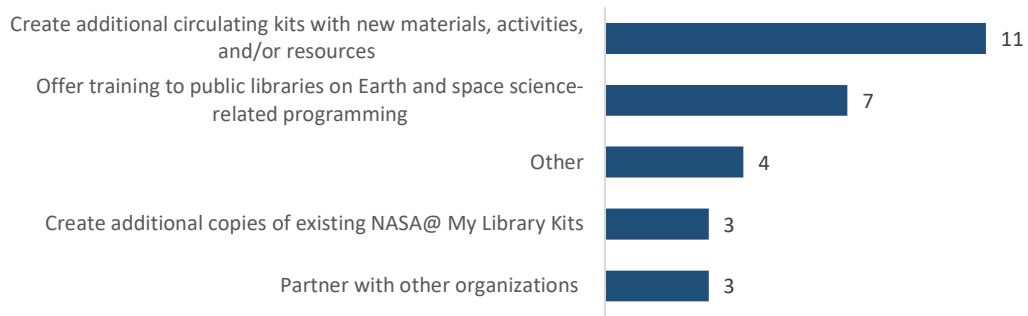 Create additional circulating kits with new materials, activities,
and/or resources
11
Offer training to public libraries on Earth and space science-
related programming
7
Other
4
Create additional copies of existing NASA@ My Library Kits
3
Partner with other organizations
3